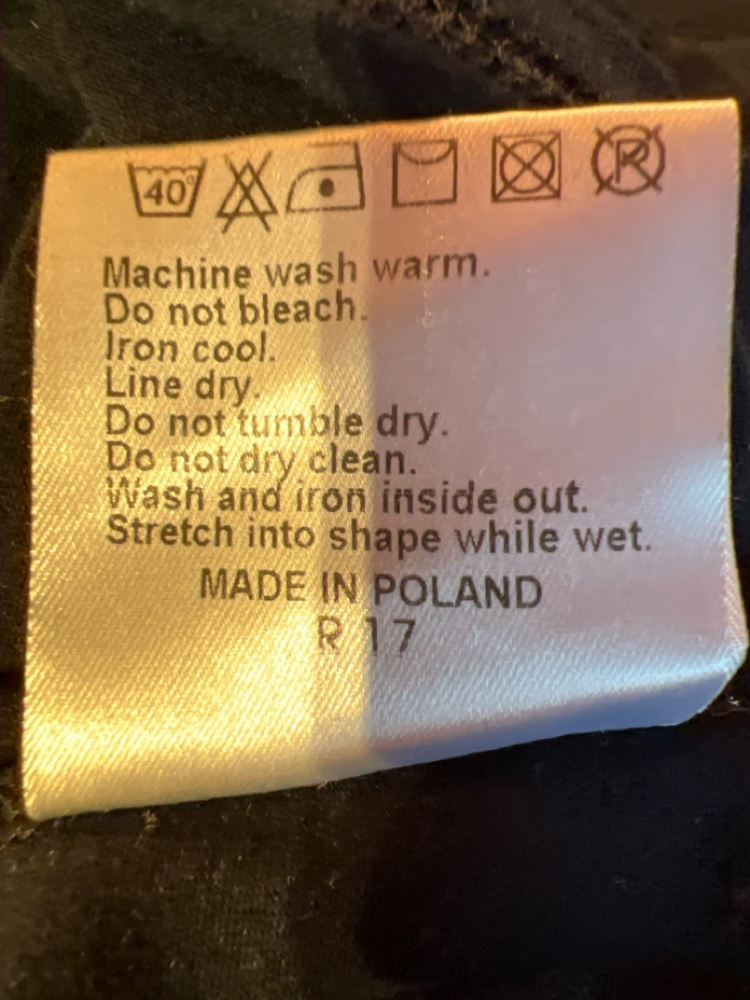 40°
R
Machine wash warm.
Do not bleach.
Iron cool.
Line dry.
Do not tumble dry.
Do not dry clean.
Wash and iron inside out.
Stretch into shape while wet.
MADE IN POLAND
R 17